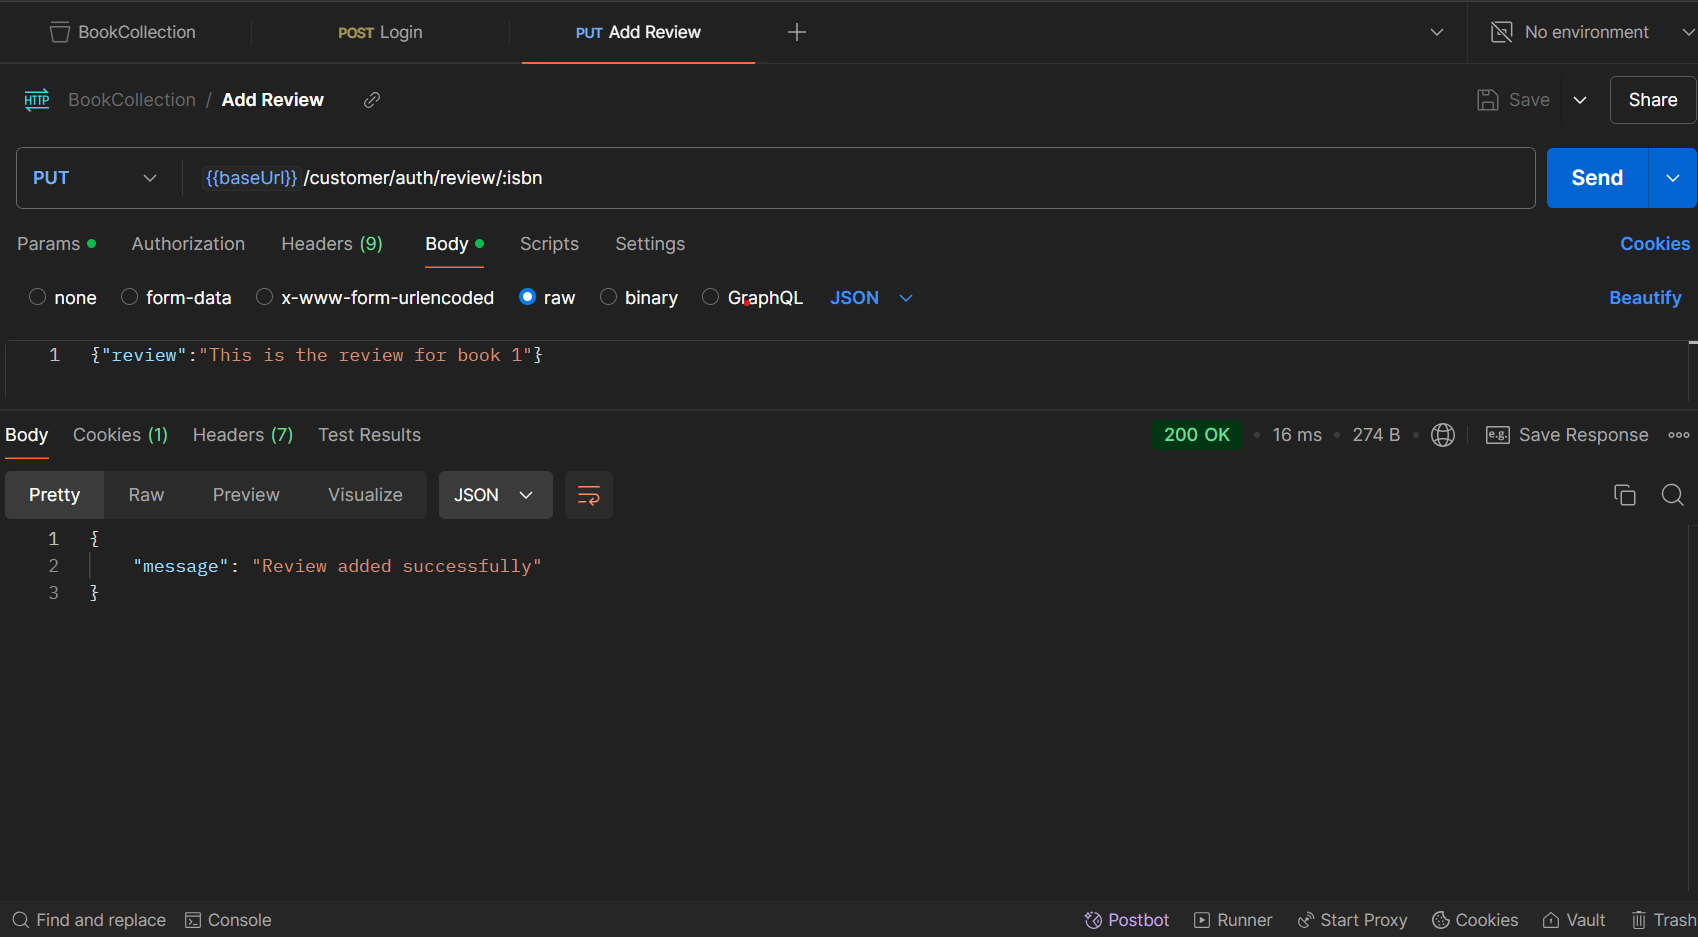 BookCollection POST Login PUT Add Review No environment
HTTP BookCollection / Add Review Save Share
PUT {{baseUrl}} /customer/auth/review/:isbn Send
Params Authorization Headers (9) Body Scripts Settings Cookies
none form-data x-www-form-urlencoded raw binary GraphQL JSON Beautify
1 {"review":"This is the review for book 1"}
Body Cookies (1) Headers (7) Test Results 200 OK 16 ms 274 B e.g. Save Response
Pretty Raw Preview Visualize JSON
1 {
2 "message": "Review added successfully"
3 }
Find and replace Console Postbot Runner Start Proxy Cookies Vault Trash